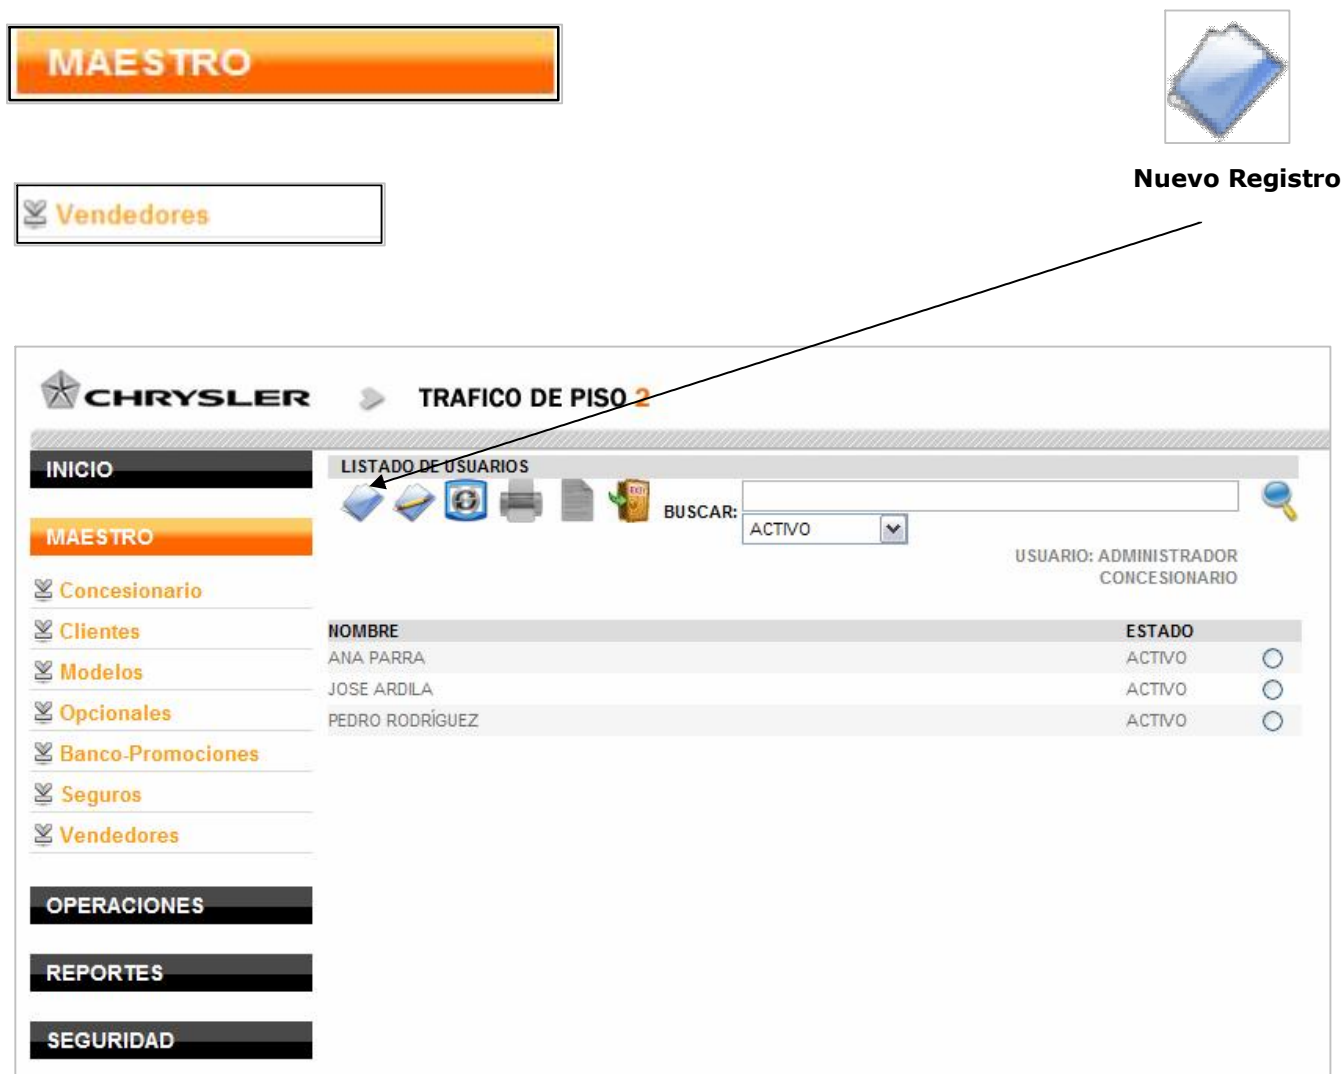 MAESTRO
Nuevo Registro
Vendedores
CHRYSLER
TRAFICO DE PISO 2
INICIO
LISTADO DE USUARIOS
EXIT
BUSCAR:
ACTIVO
MAESTRO
USUARIO: ADMINISTRADOR
CONCESIONARIO
Concesionario
Clientes
Modelos
Opcionales
Banco-Promociones
Seguros
Vendedores
NOMBRE ESTADO
ANA PARRA ACTIVO
JOSE ARDILA ACTIVO
PEDRO RODRÍGUEZ ACTIVO
OPERACIONES
REPORTES
SEGURIDAD